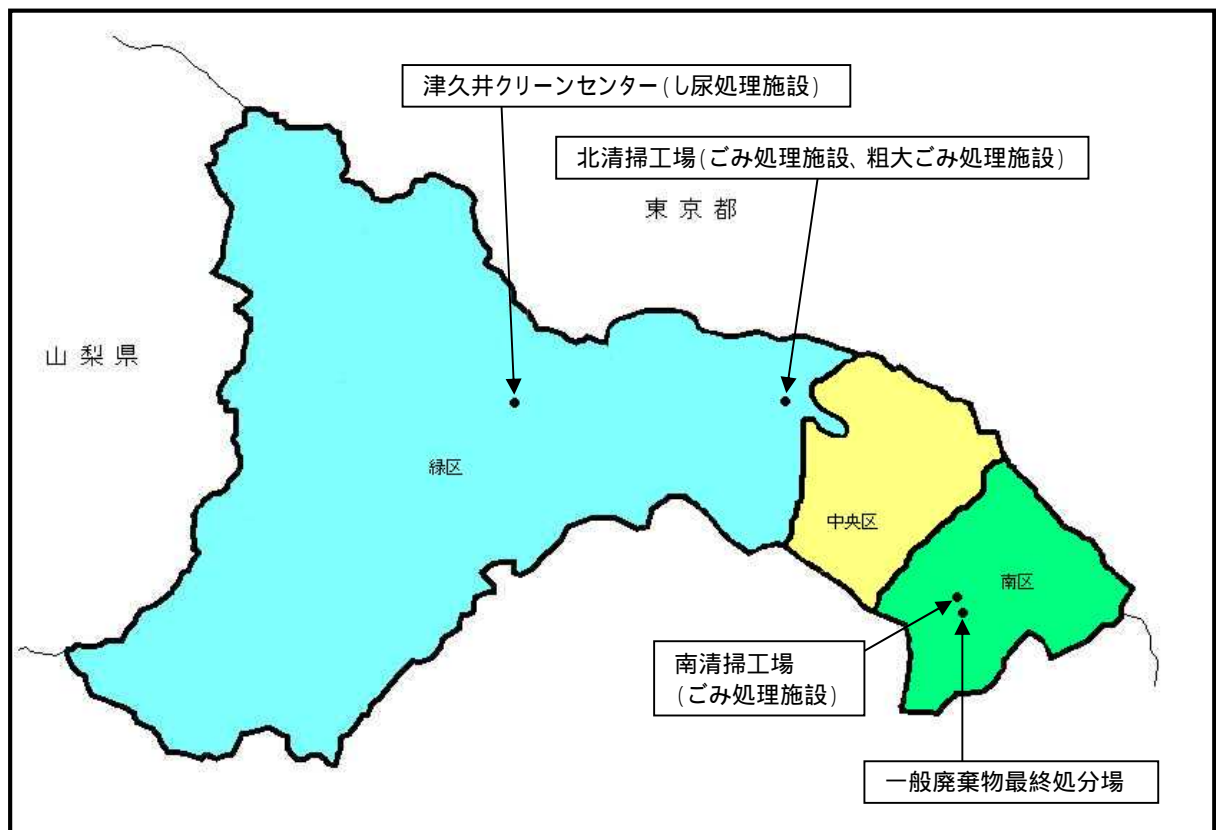 津久井クリーンセンター(し尿処理施設)
北清掃工場(ごみ処理施設、粗大ごみ処理施設)
東京都
山梨県
緑区
中央区
南区
南清掃工場
(ごみ処理施設)
一般廃棄物最終処分場